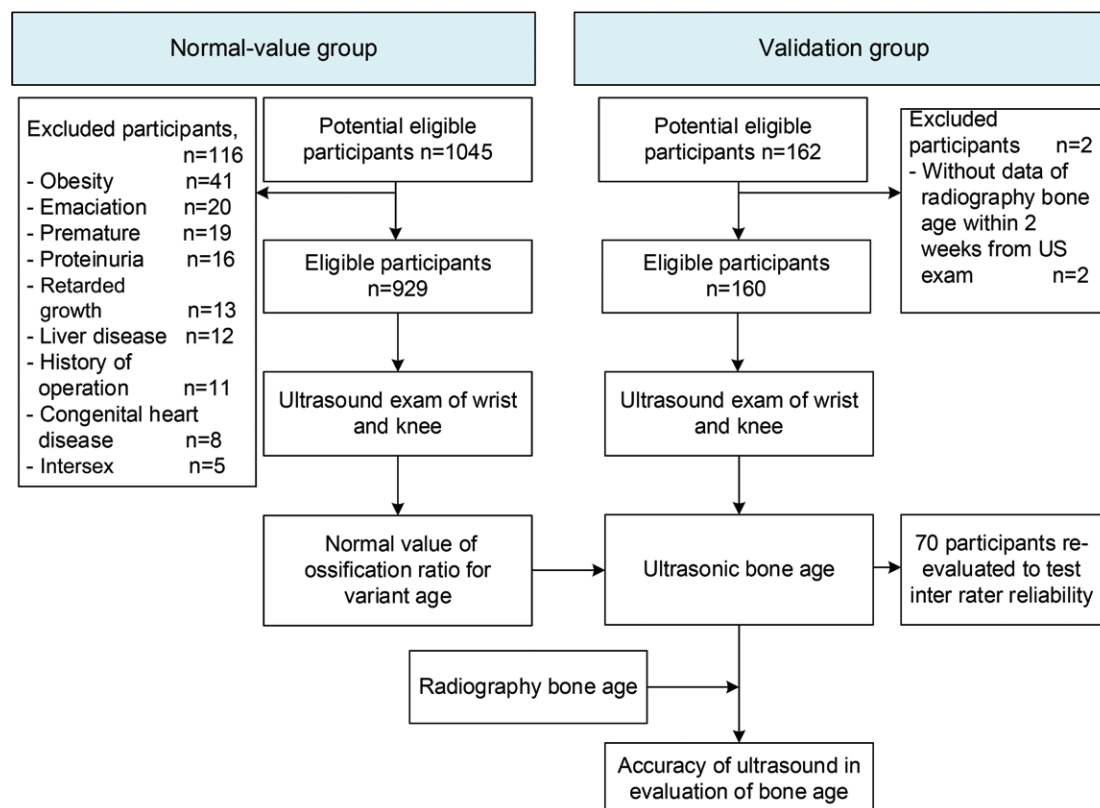 Normal-value group
Validation group
Excluded participants,
n=116
- Obesity n=41
- Emaciation n=20
- Premature n=19
- Proteinuria n=16
- Retarded
growth n=13
- Liver disease n=12
- History of
operation n=11
- Congenital heart
disease n=8
- Intersex n=5
Potential eligible
participants n=1045
Eligible participants
n=929
Ultrasound exam of wrist
and knee
Normal value of
ossification ratio for
variant age
Potential eligible
participants n=162
Excluded
participants n=2
- Without data of
radiography bone
age within 2
weeks from US
exam n=2
Eligible participants
n=160
Ultrasound exam of wrist
and knee
Ultrasonic bone age
70 participants re-
evaluated to test
inter rater reliability
Radiography bone age
Accuracy of ultrasound in
evaluation of bone age